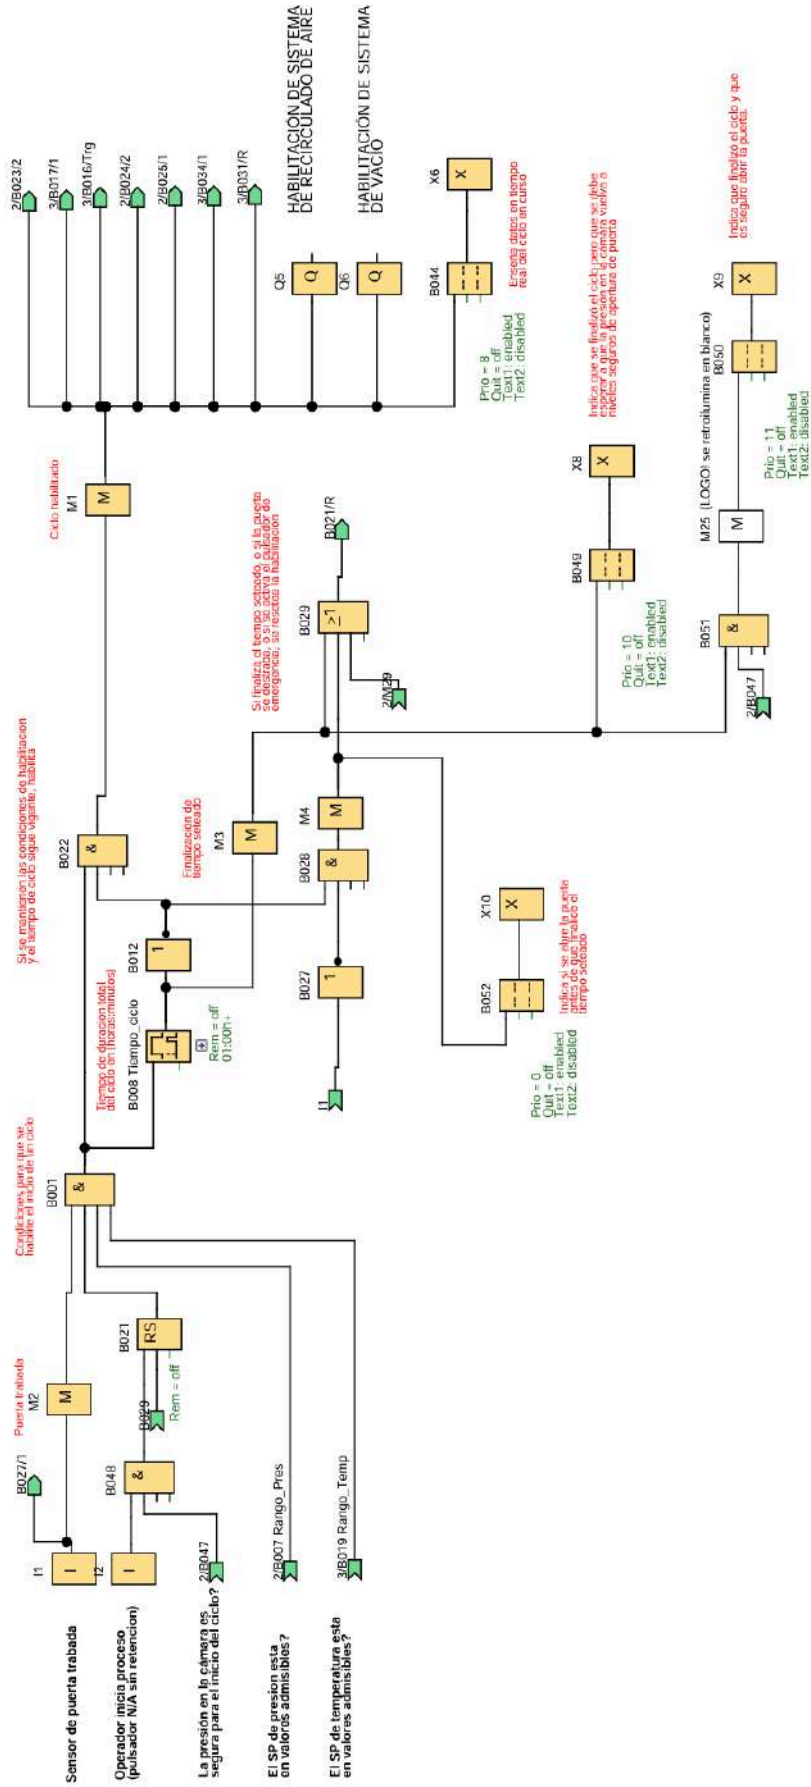 Sensor de puerta trabada
Operador inicia proceso
(pulsador N/A sin retencion)
La presión en la cámara es
segura para el inicio del ciclo?
El SP de presion esta
en valores admisibles?
El SP de temperatura esta
en valores admisibles?
I1
I
I2
I
2/B047
2/B007 Rango_Pres
3/B019 Rango_Temp
B027/1
Puerta trabada
M2
M
B048
&
B029
B021
RS
Rem = off
Condiciones para que se
habilite el inicio de un ciclo
B001
&
Tiempo de duracion total
del ciclo en (horas:minutos)
B008 Tiempo_ciclo
Rem = off
01:00h+
B012
1
I1
B027
1
Si se mantienen las condiciones de habilitacion
y el tiempo de ciclo sigue vigente, habilita
B022
&
Finalización de
tiempo seteado
M3
M
B028
&
M4
M
Prio = 0
Quit = off
Text1: enabled
Text2: disabled
B052
X10
X
Indica si se abre la puerta
antes de que finalice el
tiempo seteado
Si finaliza el tiempo seteado, o si la puerta
se destraba, o si se activa el pulsador de
emergencia, se resetea la habilitacion
2/M29
B029
≥1
B021/R
Ciclo habilitado
M1
M
2/B023/2
3/B017/1
3/B016/Trg
2/B024/2
2/B025/1
3/B034/1
3/B031/R
Q5
Q
HABILITACIÓN DE SISTEMA
DE RECIRCULADO DE AIRE
Q6
Q
HABILITACIÓN DE SISTEMA
DE VACÍO
Prio = 8
Quit = off
Text1: enabled
Text2: disabled
B044
X6
X
Enseña datos en tiempo
real del ciclo en curso
Prio = 10
Quit = off
Text1: enabled
Text2: disabled
B049
X8
X
Indica que se finalizó el ciclo pero que se debe
esperar a que la presión en la cámara vuelva a
niveles seguros de apertura de puerta
2/B047
B051
&
M25 (LOGO! se retroilumina en blanco)
M
Prio = 11
Quit = off
Text1: enabled
Text2: disabled
B050
X9
X
Indica que finalizó el ciclo y que
es seguro abrir la puerta.